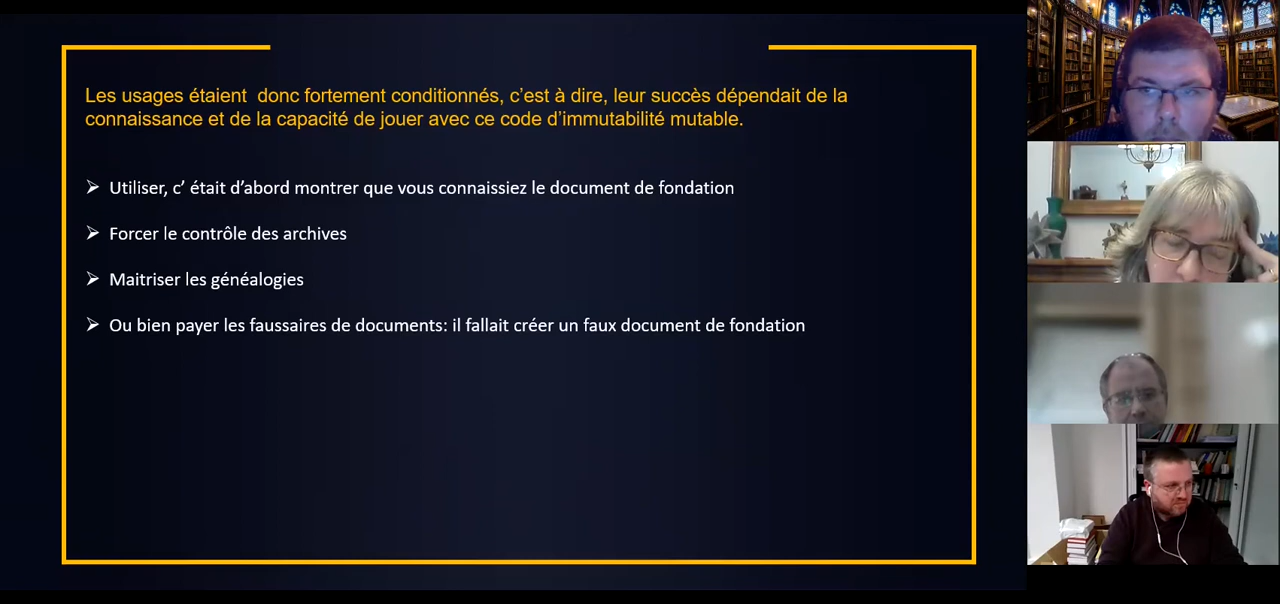 Les usages étaient  donc fortement conditionnés, c’est à dire, leur succès dépendait de la
connaissance et de la capacité de jouer avec ce code d’immutabilité mutable.
➢ Utiliser, c’ était d’abord montrer que vous connaissiez le document de fondation
➢ Forcer le contrôle des archives
➢ Maitriser les généalogies
➢ Ou bien payer les faussaires de documents: il fallait créer un faux document de fondation